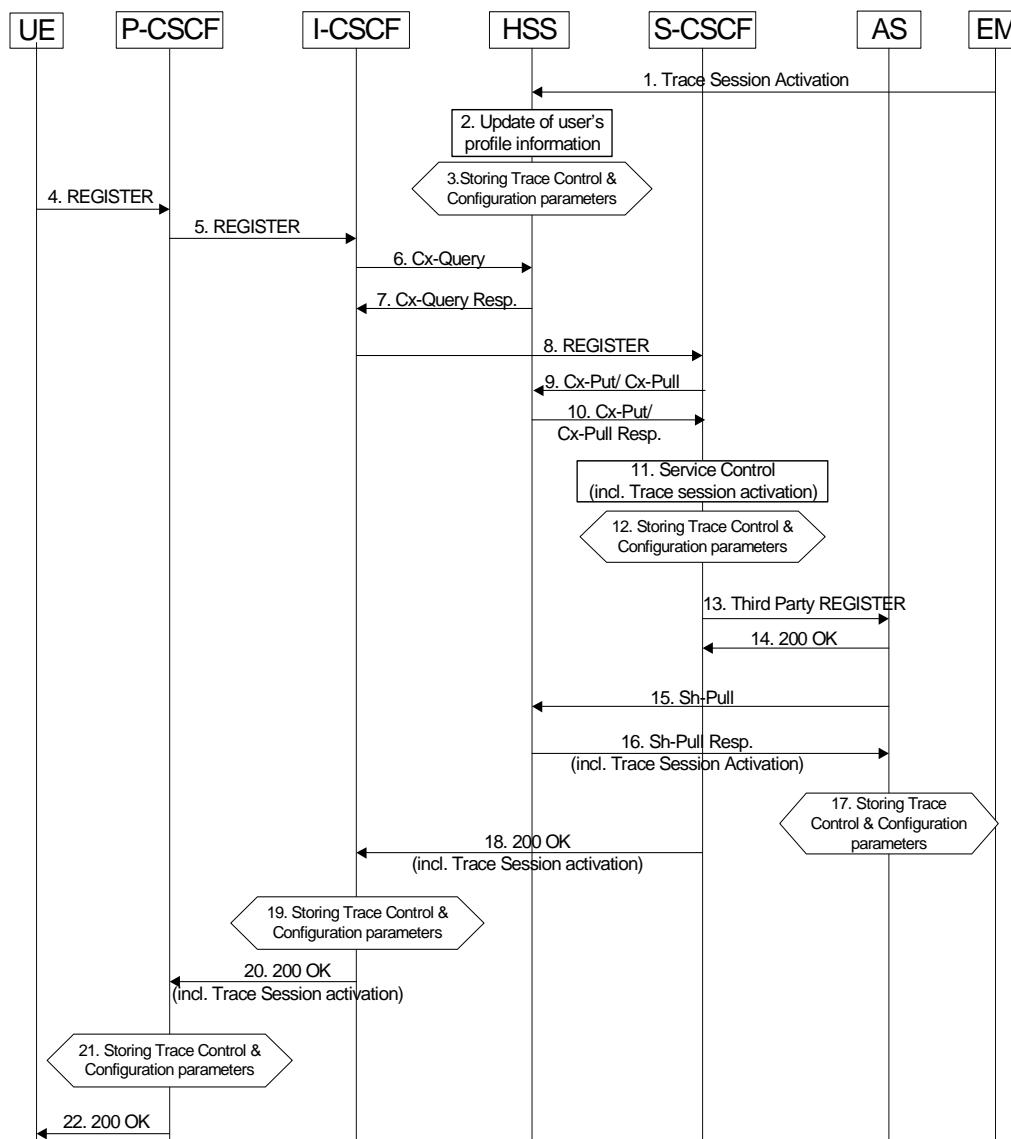 UE
P-CSCF
I-CSCF
HSS
S-CSCF
AS
EM
1. Trace Session Activation
2. Update of user's
profile information
3.Storing Trace Control &
Configuration parameters
4. REGISTER
5. REGISTER
6. Cx-Query
7. Cx-Query Resp.
8. REGISTER
9. Cx-Put/ Cx-Pull
10. Cx-Put/
Cx-Pull Resp.
11. Service Control
(incl. Trace session activation)
12. Storing Trace Control &
Configuration parameters
13. Third Party REGISTER
14. 200 OK
15. Sh-Pull
16. Sh-Pull Resp.
(incl. Trace Session Activation)
17. Storing Trace
Control & Configuration
parameters
18. 200 OK
(incl. Trace Session activation)
19. Storing Trace Control &
Configuration parameters
20. 200 OK
(incl. Trace Session activation)
21. Storing Trace Control &
Configuration parameters
22. 200 OK